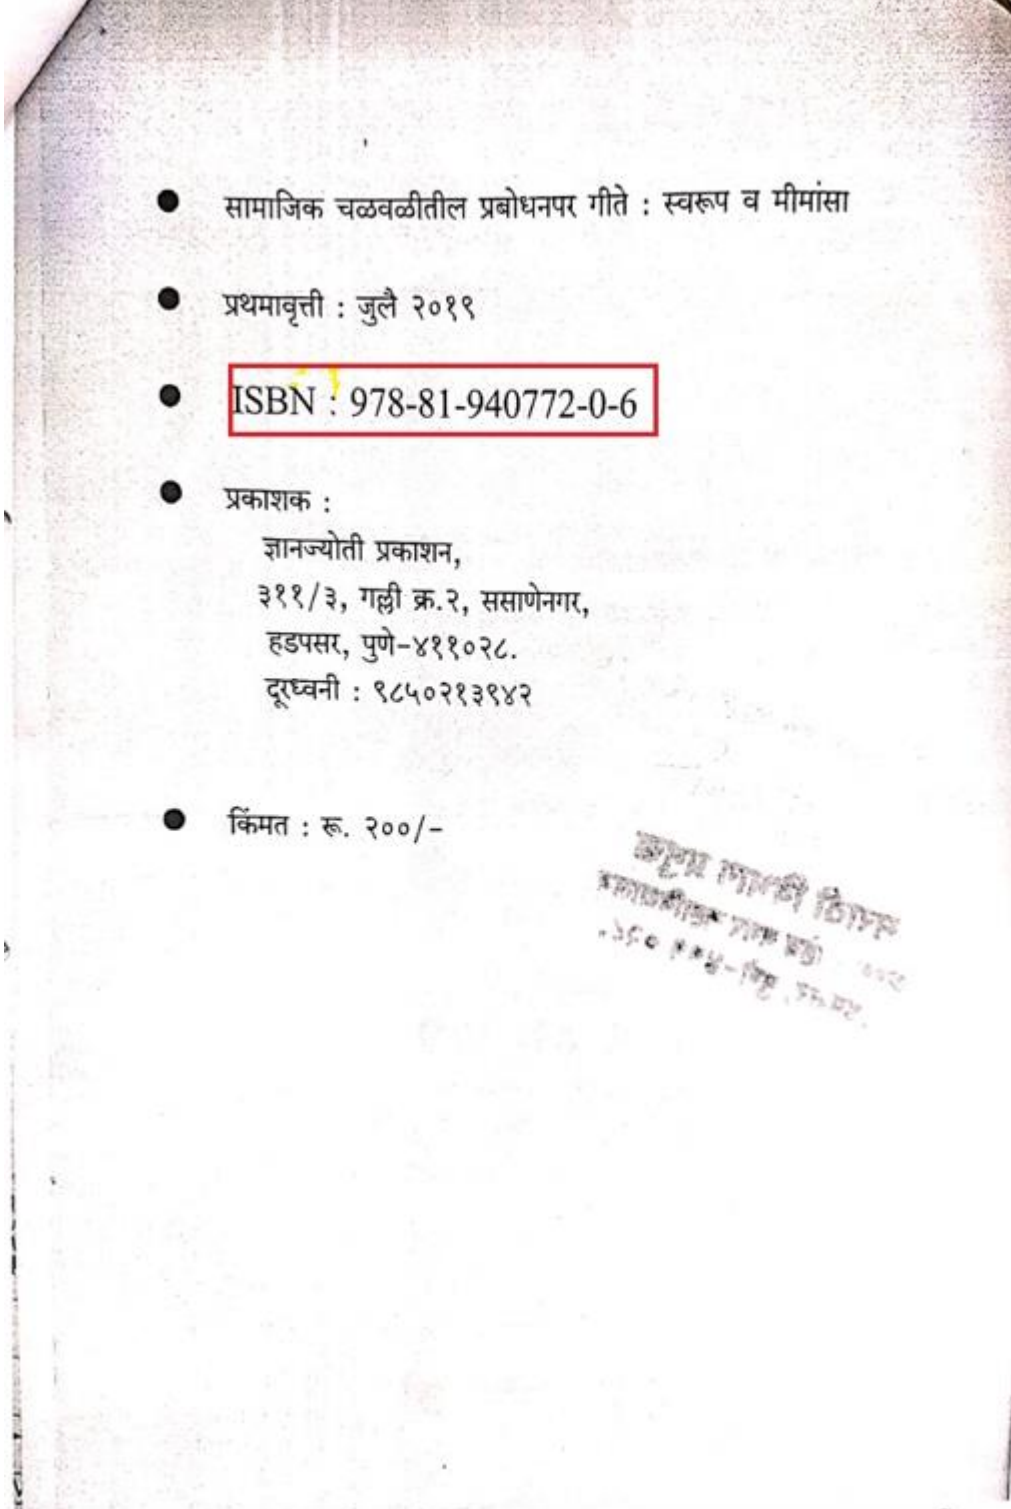 सामाजिक चळवळीतील प्रबोधनपर गीते : स्वरूप व मीमांसा
प्रथमावृत्ती : जुलै २०१९
ISBN : 978-81-940772-0-6
प्रकाशक :
ज्ञानज्योती प्रकाशन,
३११/३, गल्ली क्र.२, ससाणेनगर,
हडपसर, पुणे-४११०२८.
दूरध्वनी : ९८५०२१३९४२
किंमत : रू. २००/-